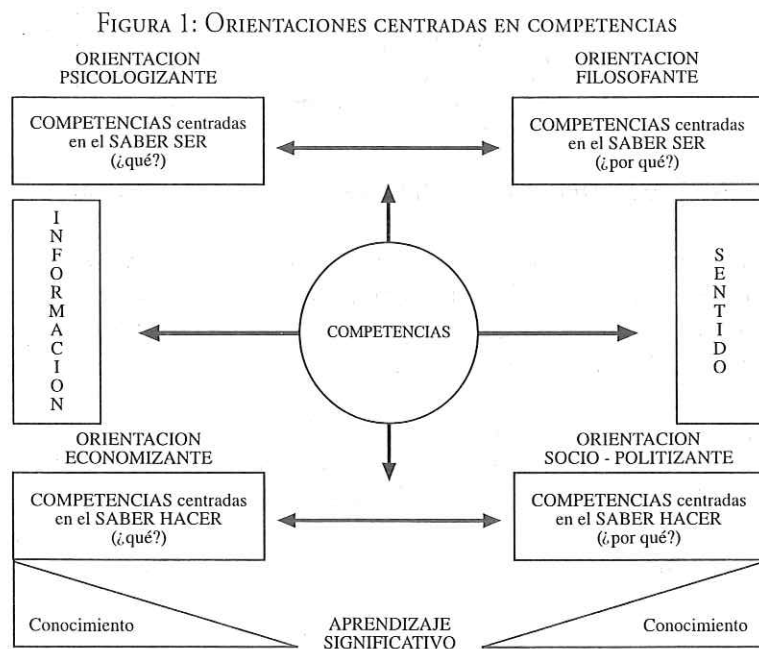 FIGURA 1: ORIENTACIONES CENTRADAS EN COMPETENCIAS
ORIENTACION
PSICOLOGIZANTE
ORIENTACION
FILOSOFANTE
COMPETENCIAS centradas
en el SABER SER
(¿qué?)
COMPETENCIAS centradas
en el SABER SER
(¿por qué?)
INFORMACION
COMPETENCIAS
SENTIDO
ORIENTACION
ECONOMIZANTE
ORIENTACION
SOCIO - POLITIZANTE
COMPETENCIAS centradas
en el SABER HACER
(¿qué?)
COMPETENCIAS centradas
en el SABER HACER
(¿por qué?)
Conocimiento
APRENDIZAJE
SIGNIFICATIVO
Conocimiento